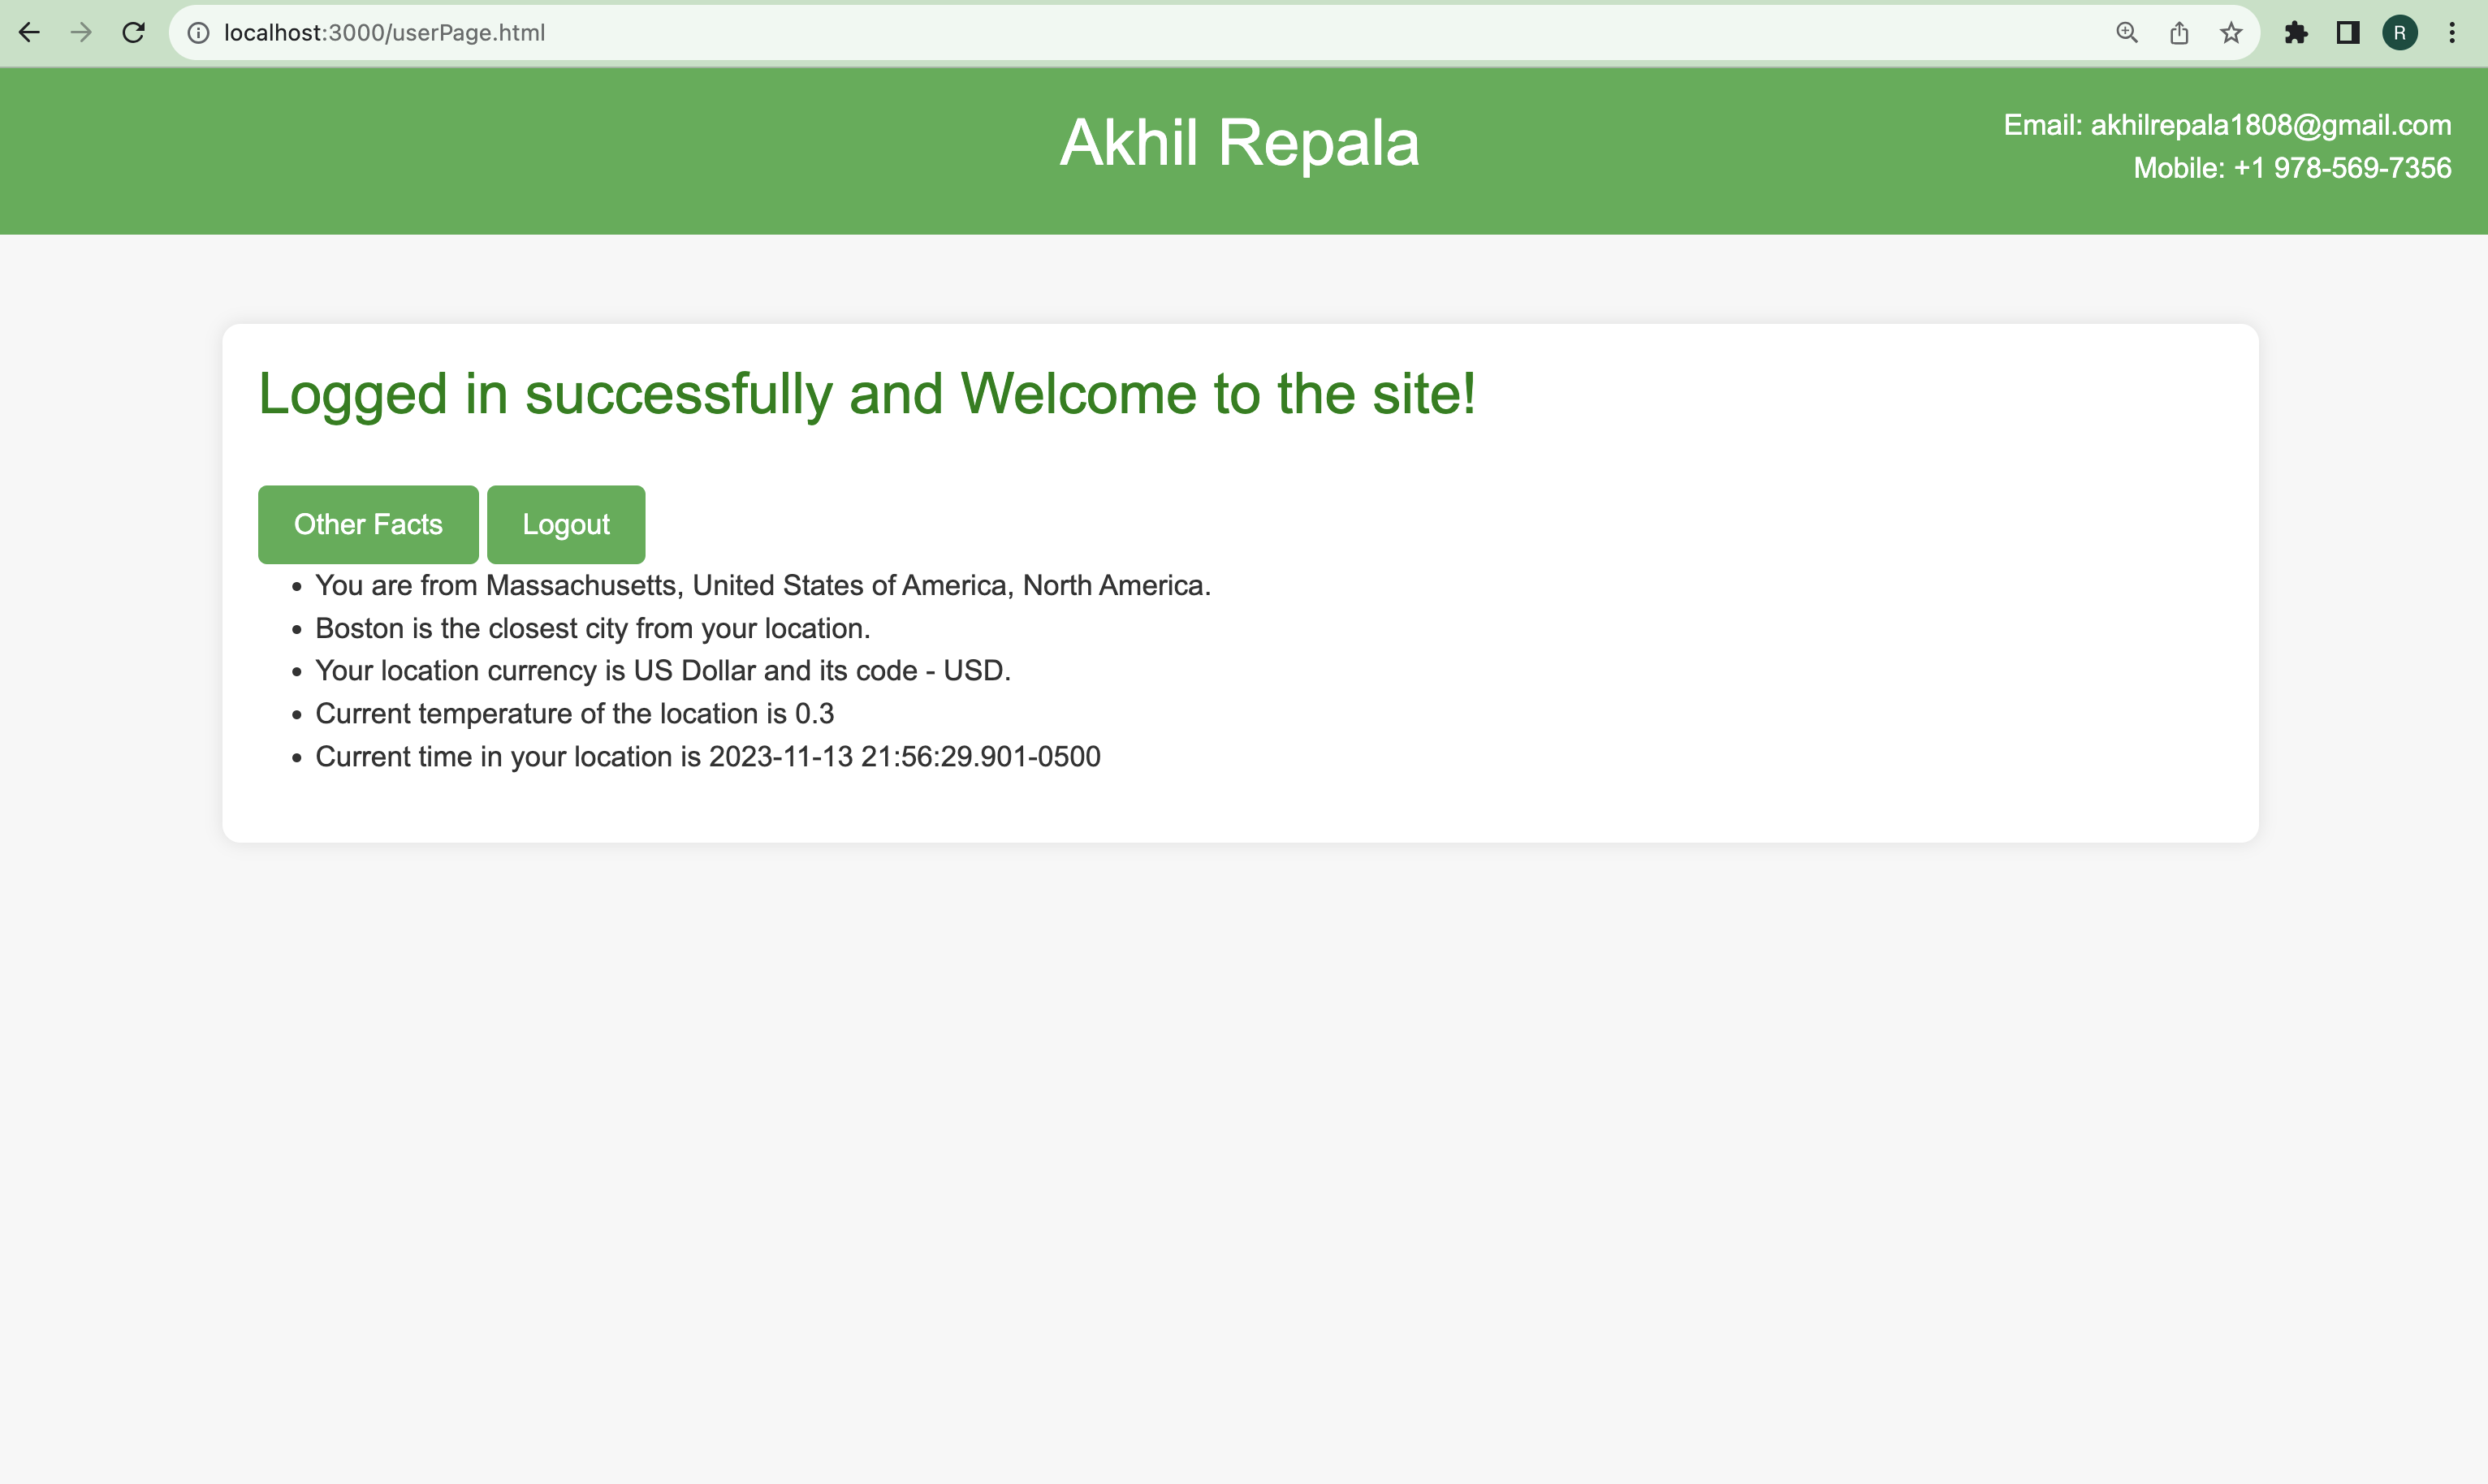 localhost:3000/userPage.html
R
Akhil Repala
Email: akhilrepala1808@gmail.com
Mobile: +1 978-569-7356
Logged in successfully and Welcome to the site!
Other Facts
Logout
• You are from Massachusetts, United States of America, North America.
• Boston is the closest city from your location.
• Your location currency is US Dollar and its code - USD.
• Current temperature of the location is 0.3
• Current time in your location is 2023-11-13 21:56:29.901-0500